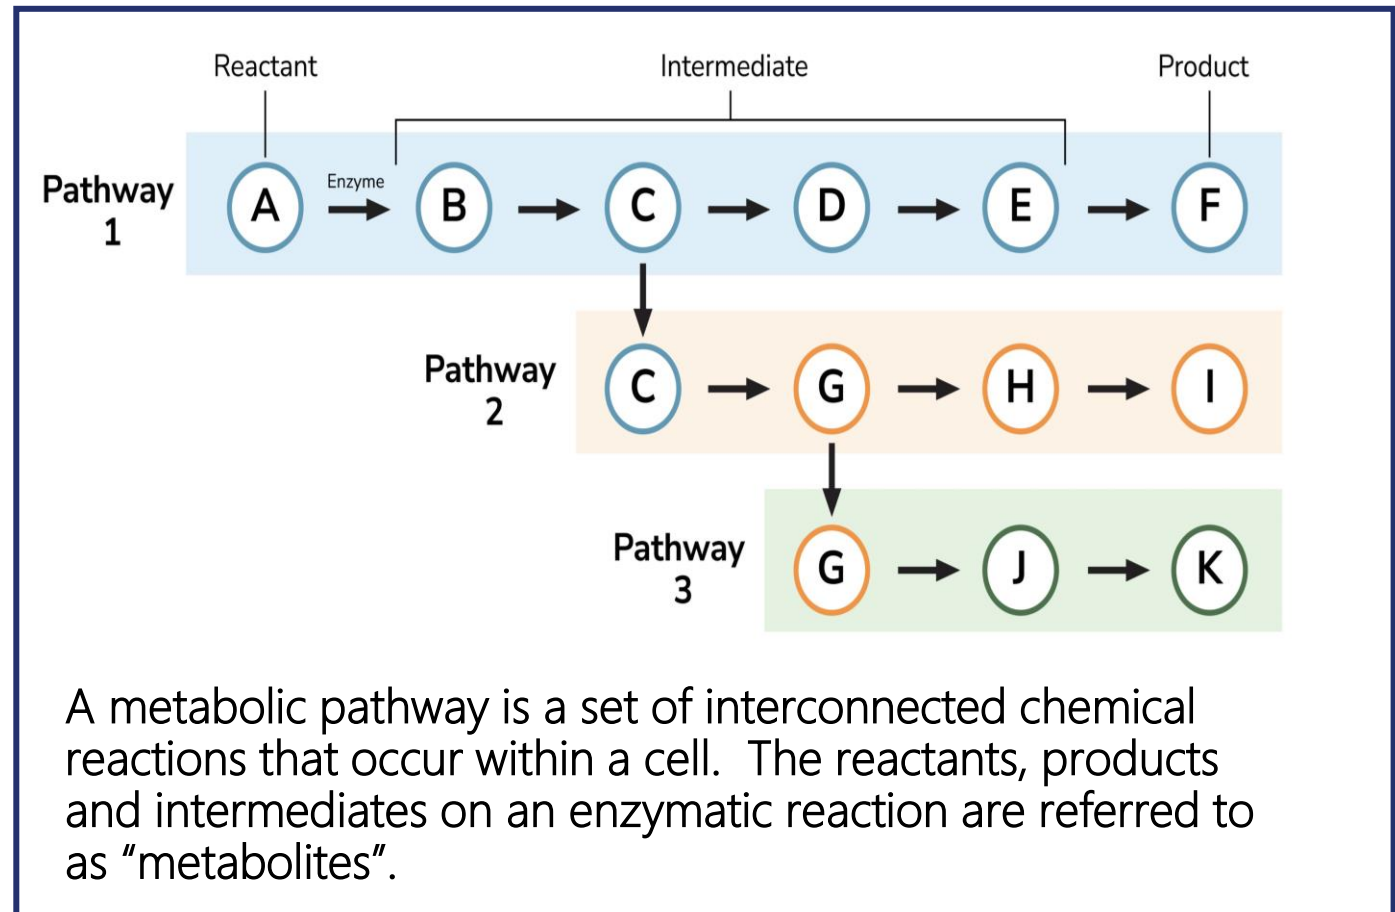 Reactant Intermediate Product
Pathway 1 A Enzyme B C D E F
Pathway 2 C G H I
Pathway 3 G J K
A metabolic pathway is a set of interconnected chemical
reactions that occur within a cell.  The reactants, products
and intermediates on an enzymatic reaction are referred to
as “metabolites”.